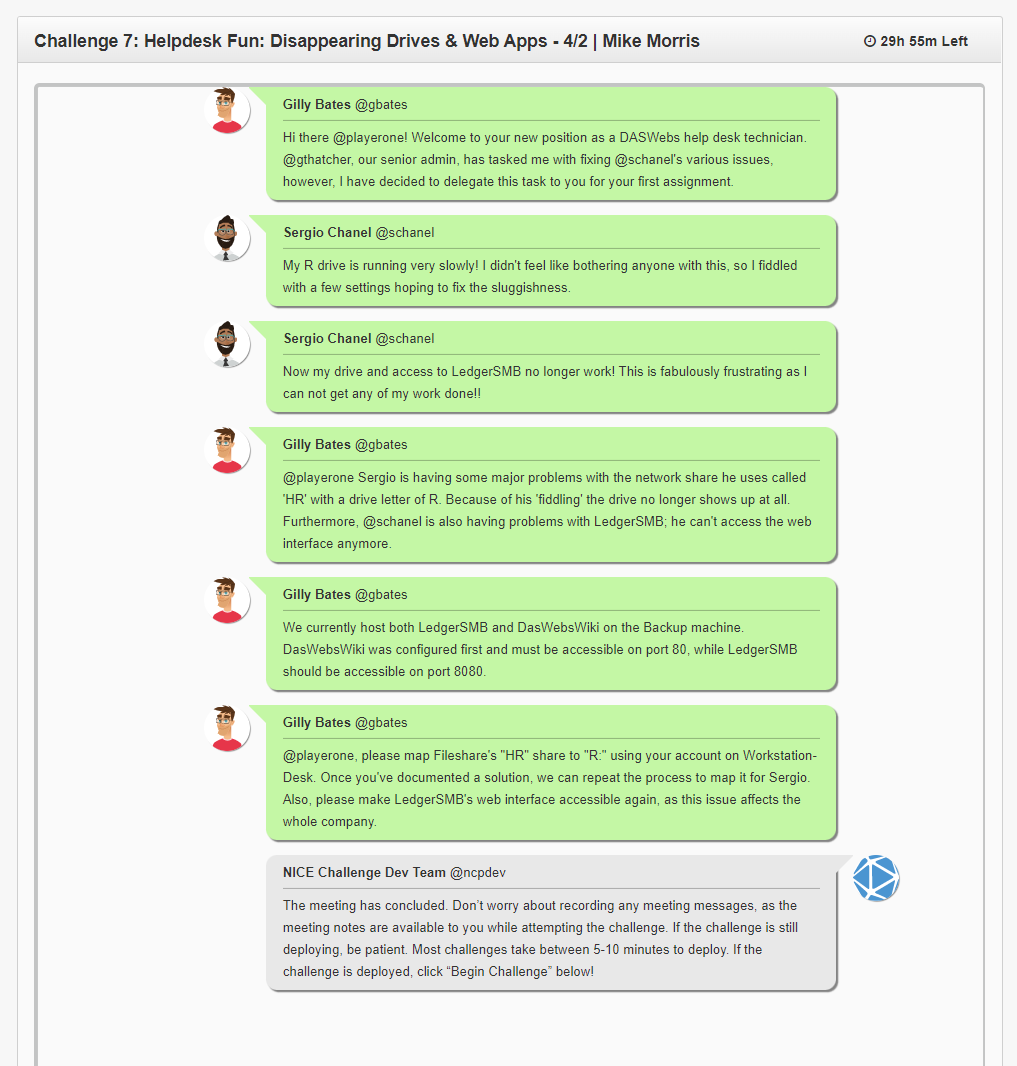 Challenge 7: Helpdesk Fun: Disappearing Drives & Web Apps - 4/2 | Mike Morris
29h 55m Left
Gilly Bates @gbates
Hi there @playerone! Welcome to your new position as a DASWebs help desk technician.
@gthatcher, our senior admin, has tasked me with fixing @schanel's various issues,
however, I have decided to delegate this task to you for your first assignment.
Sergio Chanel @schanel
My R drive is running very slowly! I didn't feel like bothering anyone with this, so I fiddled
with a few settings hoping to fix the sluggishness.
Sergio Chanel @schanel
Now my drive and access to LedgerSMB no longer work! This is fabulously frustrating as I
can not get any of my work done!!
Gilly Bates @gbates
@playerone Sergio is having some major problems with the network share he uses called
'HR' with a drive letter of R. Because of his 'fiddling' the drive no longer shows up at all.
Furthermore, @schanel is also having problems with LedgerSMB; he can't access the web
interface anymore.
Gilly Bates @gbates
We currently host both LedgerSMB and DasWebsWiki on the Backup machine.
DasWebsWiki was configured first and must be accessible on port 80, while LedgerSMB
should be accessible on port 8080.
Gilly Bates @gbates
@playerone, please map Fileshare's "HR" share to "R:" using your account on Workstation-
Desk. Once you've documented a solution, we can repeat the process to map it for Sergio.
Also, please make LedgerSMB's web interface accessible again, as this issue affects the
whole company.
NICE Challenge Dev Team @ncpdev
The meeting has concluded. Don't worry about recording any meeting messages, as the
meeting notes are available to you while attempting the challenge. If the challenge is still
deploying, be patient. Most challenges take between 5-10 minutes to deploy. If the
challenge is deployed, click “Begin Challenge” below!